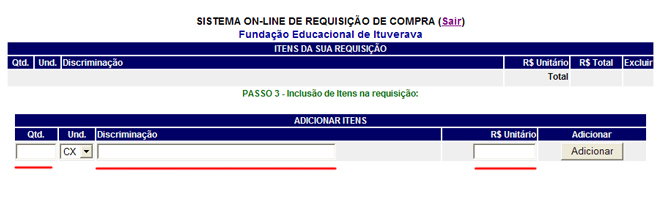 SISTEMA ON-LINE DE REQUISIÇÃO DE COMPRA (Sair)
Fundação Educacional de Ituverava
ITENS DA SUA REQUISIÇÃO
Qtd. Und. Discriminação R$ Unitário R$ Total Excluir
Total
PASSO 3 - Inclusão de Itens na requisição:
ADICIONAR ITENS
Qtd. Und. Discriminação R$ Unitário Adicionar
CX Adicionar